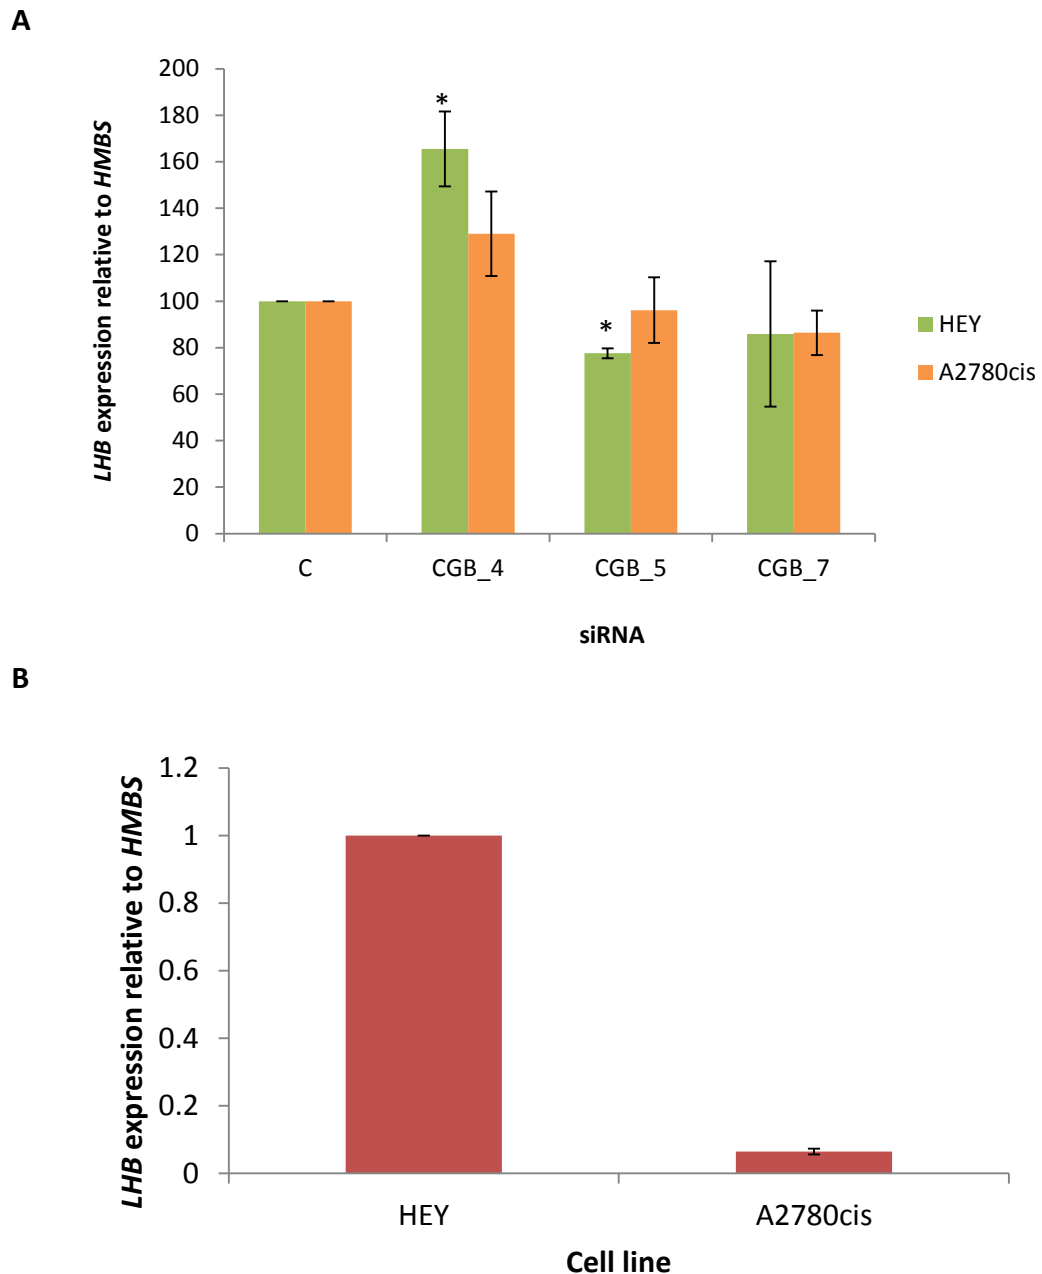 A
LHB expression relative to HMBS
200
180
160
140
120
100
80
60
40
20
0
*
*
C
CGB_4
CGB_5
CGB_7
siRNA
HEY
A2780cis
B
LHB expression relative to HMBS
1.2
1
0.8
0.6
0.4
0.2
0
HEY
A2780cis
Cell line